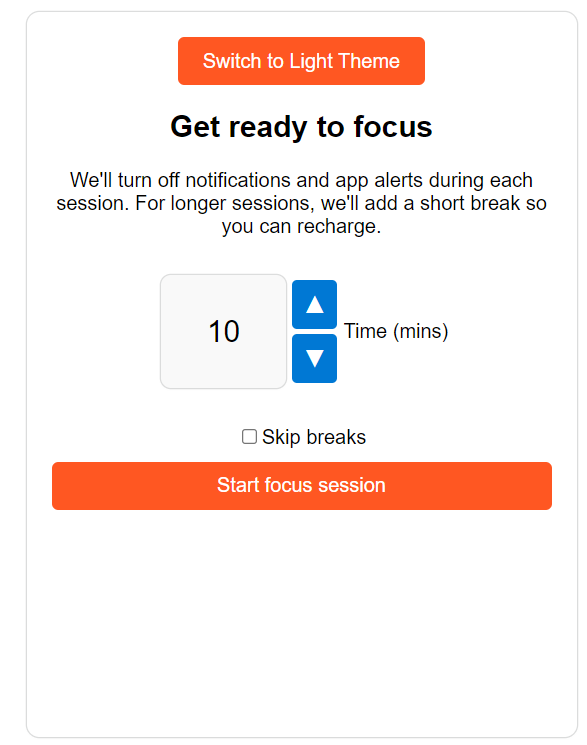 Switch to Light Theme
Get ready to focus
We'll turn off notifications and app alerts during each
session. For longer sessions, we'll add a short break so
you can recharge.
10
Time (mins)
Skip breaks
Start focus session